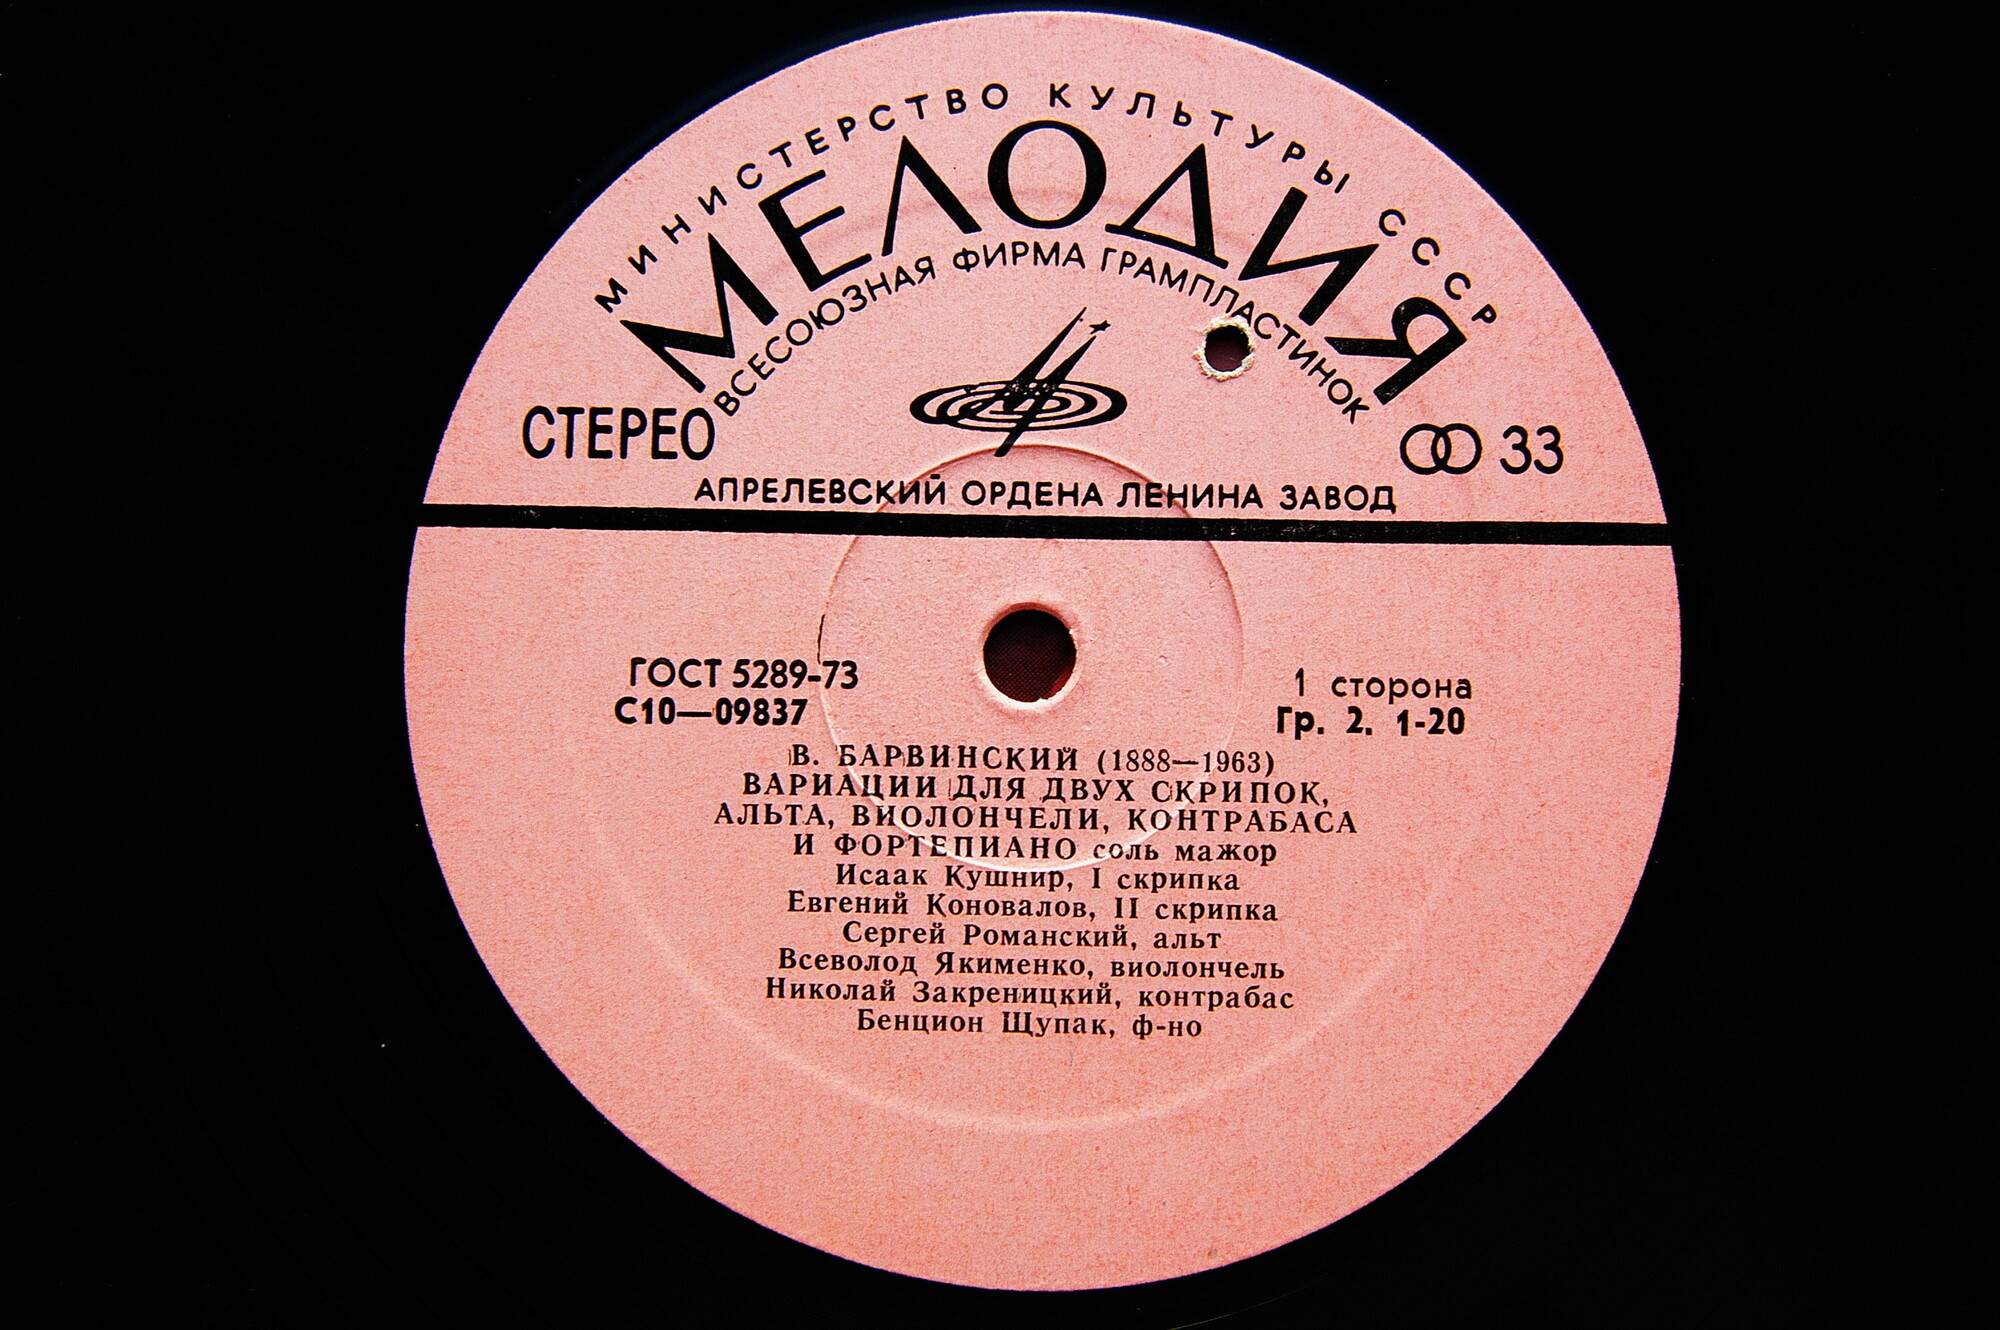 МИНИСТЕРСТВО КУЛЬТУРЫ СССР
МЕЛОДИЯ
ВСЕСОЮЗНАЯ ФИРМА ГРАМПЛАСТИНОК
СТЕРЕО
33
АПРЕЛЕВСКИЙ ОРДЕНА ЛЕНИНА ЗАВОД
ГОСТ 5289-73
С10—09837
1 сторона
Гр. 2. 1-20
В. БАРВИНСКИЙ (1888—1963)
ВАРИАЦИИ ДЛЯ ДВУХ СКРИПОК,
АЛЬТА, ВИОЛОНЧЕЛИ, КОНТРАБАСА
И ФОРТЕПИАНО соль мажор
Исаак Кушнир, I скрипка
Евгений Коновалов, II скрипка
Сергей Романский, альт
Всеволод Якименко, виолончель
Николай Закреницкий, контрабас
Бенцион Щупак, ф-но